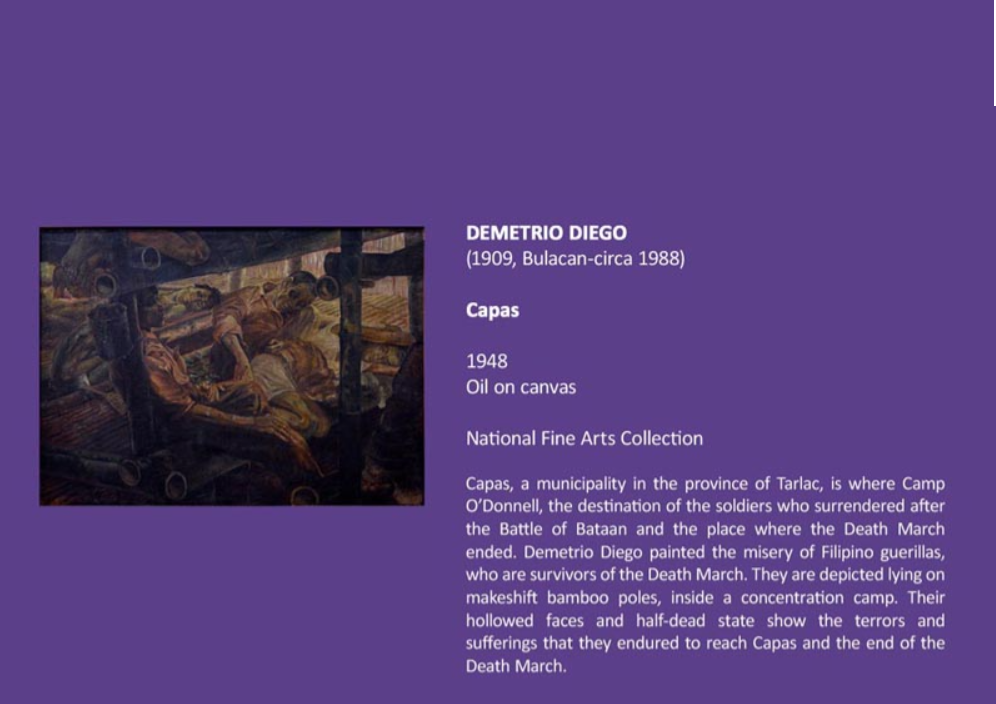 DEMETRIO DIEGO
(1909, Bulacan-circa 1988)
Capas
1948
Oil on canvas
National Fine Arts Collection
Capas, a municipality in the province of Tarlac, is where Camp
O’Donnell, the destination of the soldiers who surrendered after
the Battle of Bataan and the place where the Death March
ended. Demetrio Diego painted the misery of Filipino guerillas,
who are survivors of the Death March. They are depicted lying on
makeshift bamboo poles, inside a concentration camp. Their
hollowed faces and half-dead state show the terrors and
sufferings that they endured to reach Capas and the end of the
Death March.